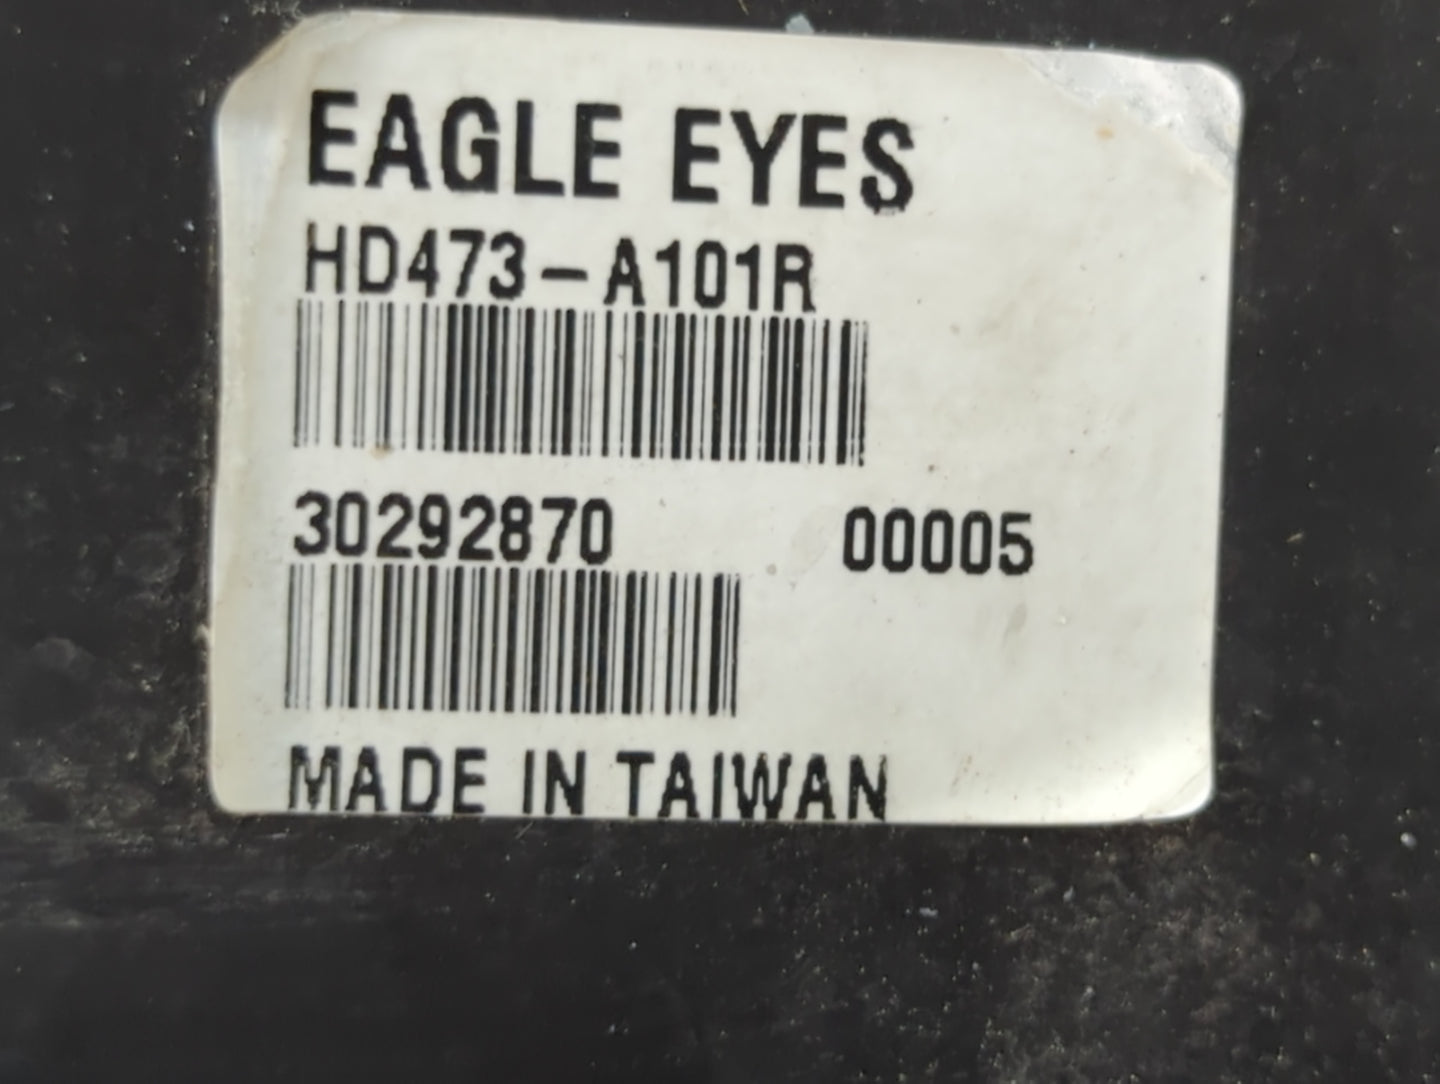 EAGLE EYES
HD473-A101R
30292870 00005
MADE IN TAIWAN